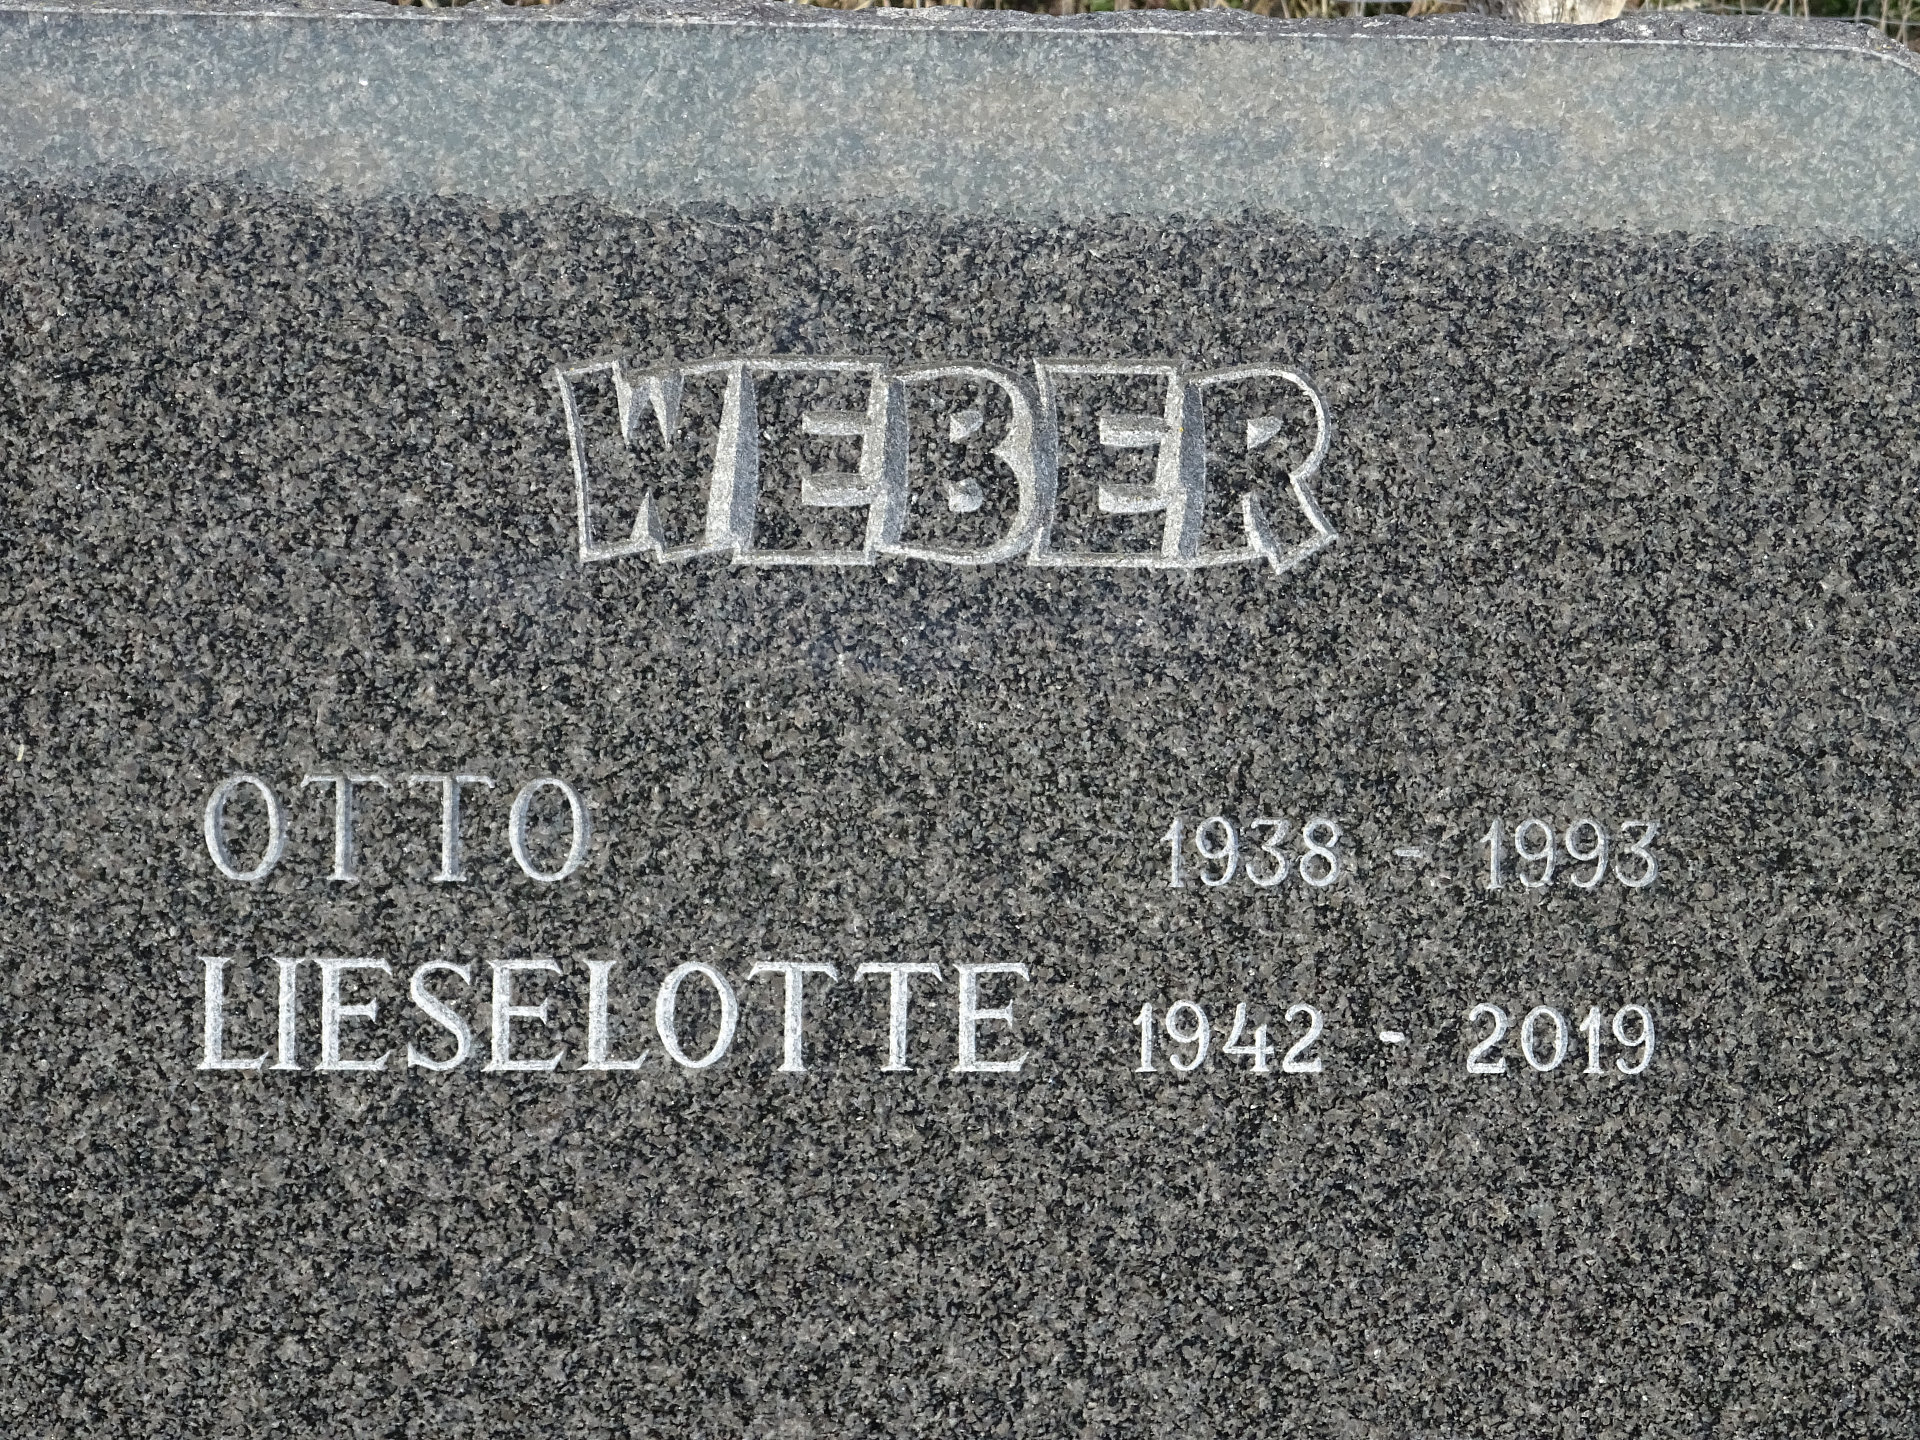 WEBER
OTTO 1938 - 1993
LIESELOTTE 1942 - 2019